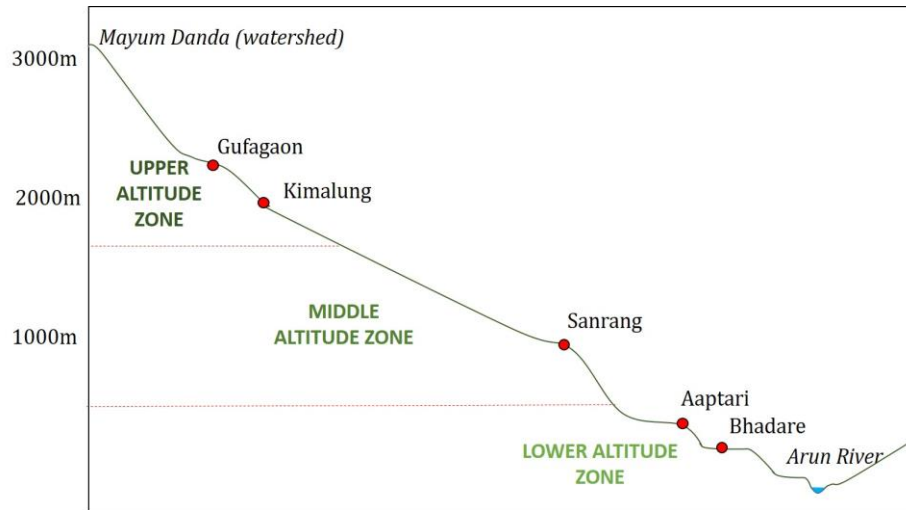 Mayum Danda (watershed)
3000m
Gufagaon
UPPER
ALTITUDE
ZONE
Kimalung
2000m
MIDDLE
ALTITUDE ZONE
Sanrang
1000m
Aaptari
Bhadare
LOWER ALTITUDE
ZONE
Arun River